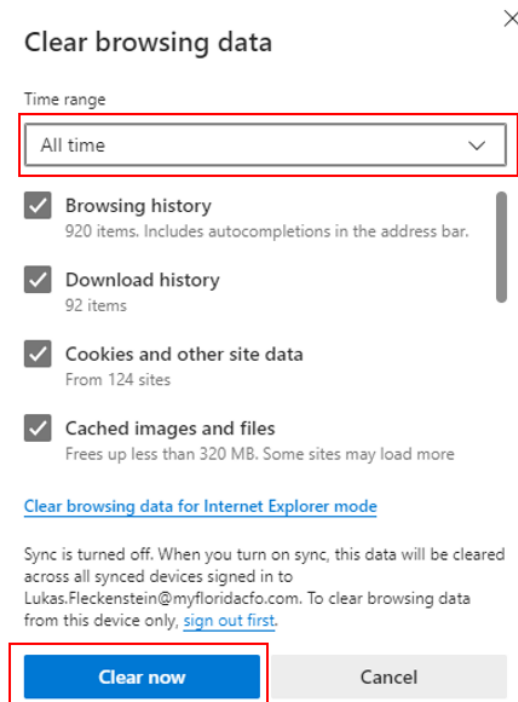 Clear browsing data
Time range
All time
Browsing history
920 items. Includes autocompletions in the address bar.
Download history
92 items
Cookies and other site data
From 124 sites
Cached images and files
Frees up less than 320 MB. Some sites may load more
Clear browsing data for Internet Explorer mode
Sync is turned off. When you turn on sync, this data will be cleared
across all synced devices signed in to
Lukas.Fleckenstein@myfloridacfo.com. To clear browsing data
from this device only, sign out first.
Clear now
Cancel